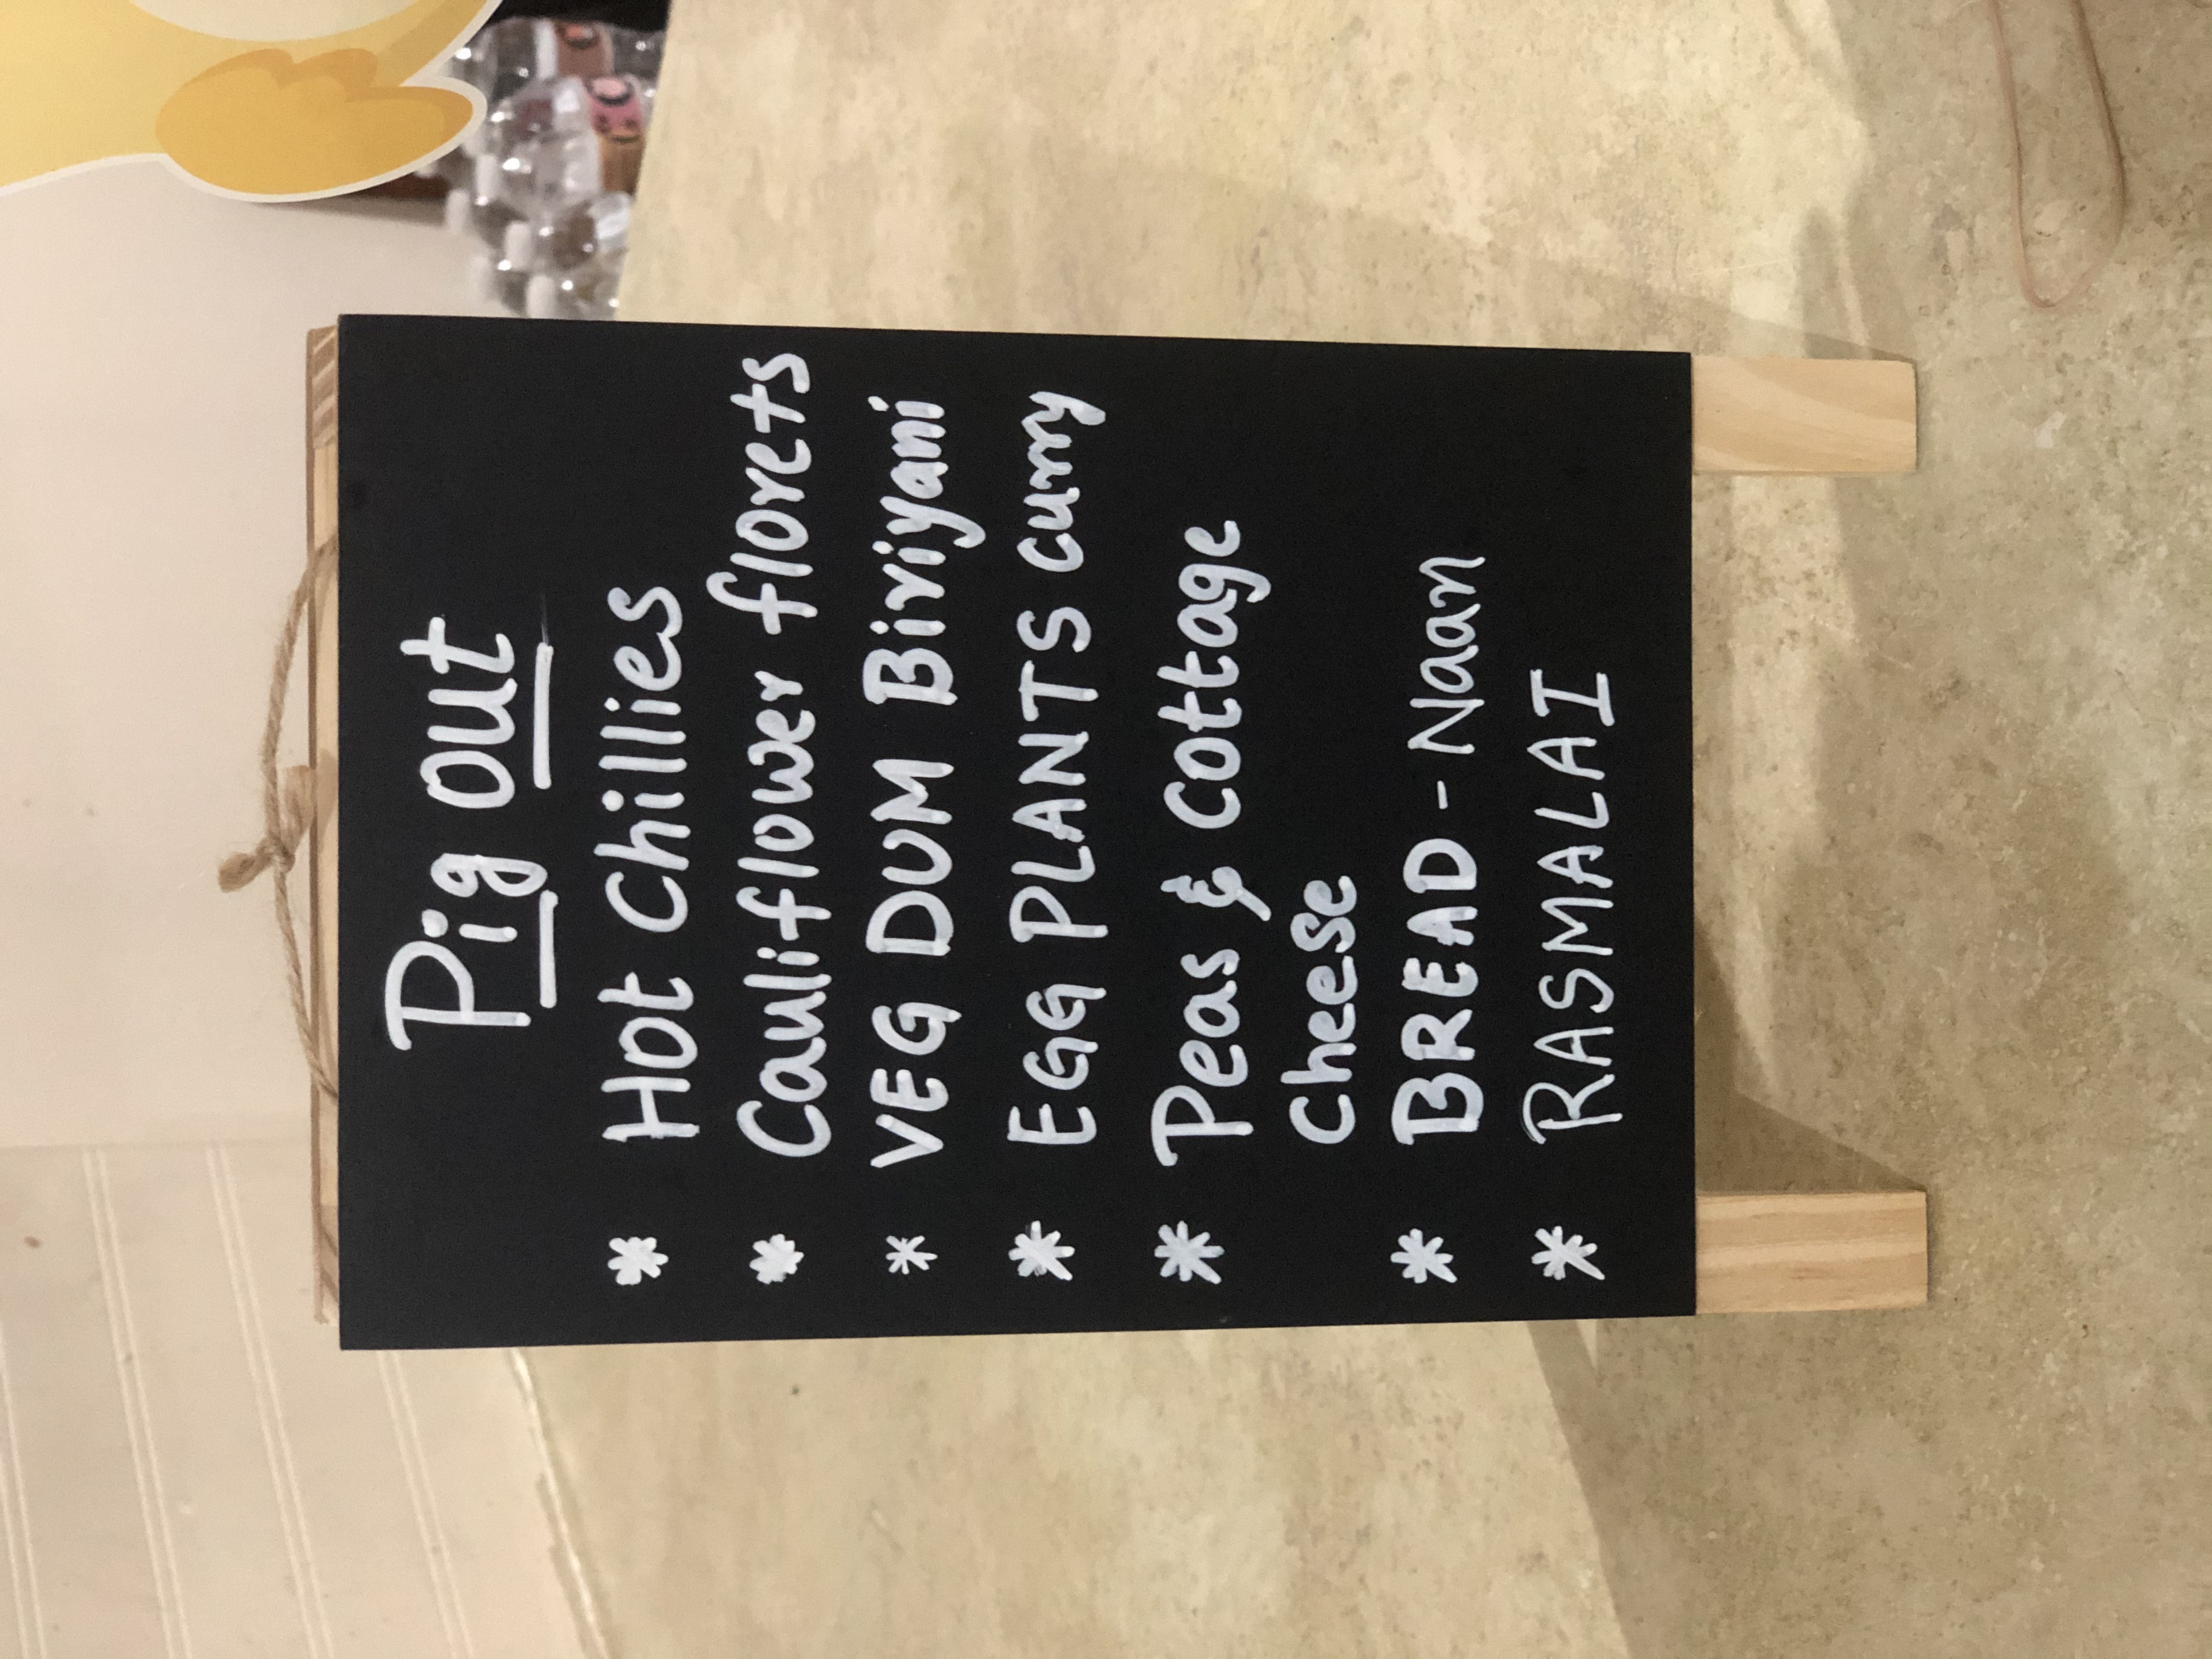 Pig out
* Hot Chillies
* Cauliflower florets
* VEG DUM Biriyani
* EGG PLANTS Curry
* Peas & Cottage
Cheese
* BREAD - Naan
* RASMALAI